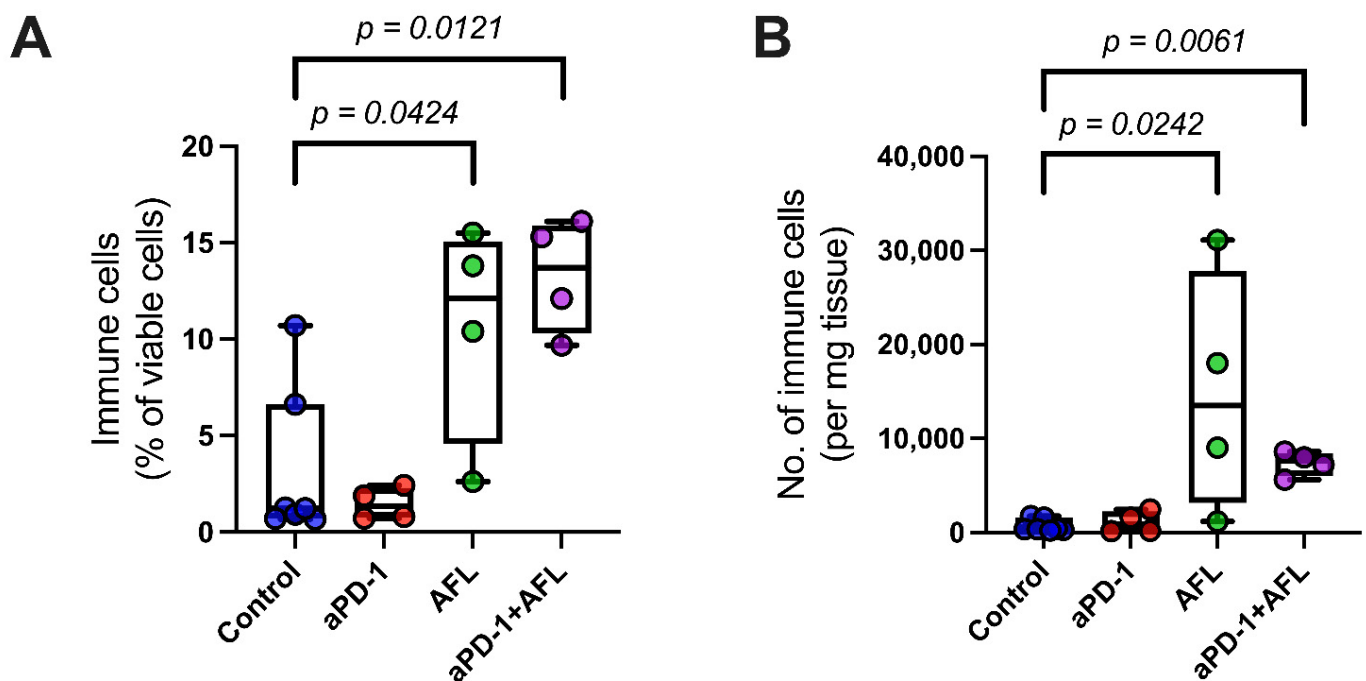 A
p = 0.0121
p = 0.0424
Immune cells
(% of viable cells)
20
15
10
5
0
Control
aPD-1
AFL
aPD-1+AFL
B
p = 0.0061
p = 0.0242
No. of immune cells
(per mg tissue)
40,000
30,000
20,000
10,000
0
Control
aPD-1
AFL
aPD-1+AFL